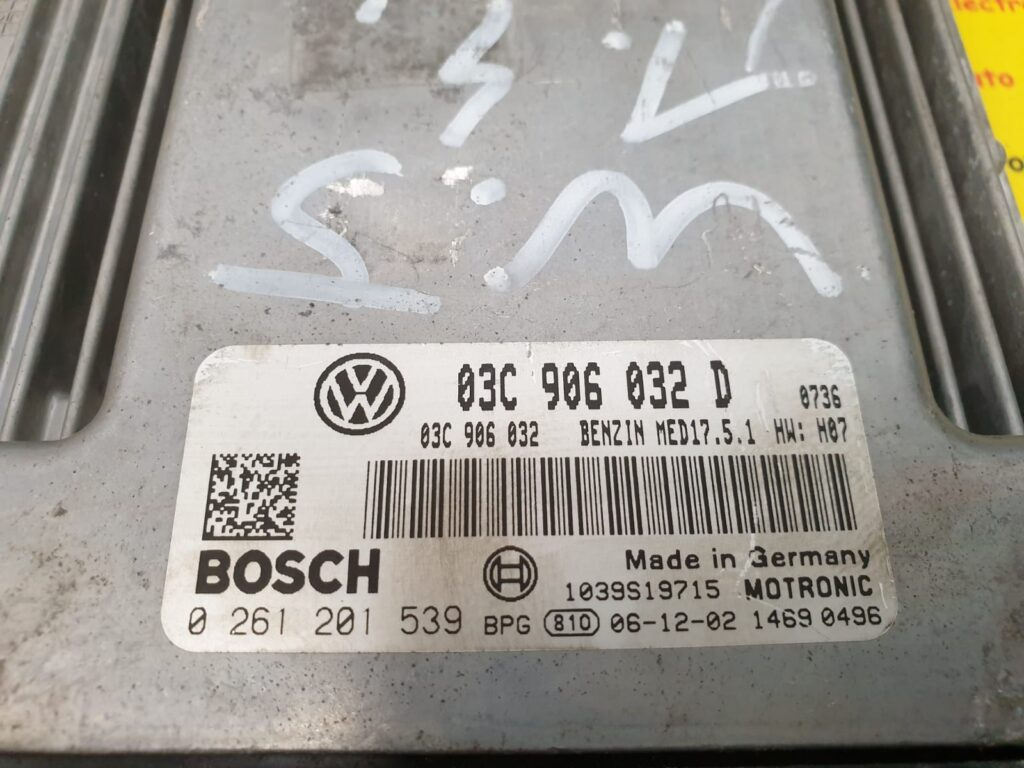 03C 906 032 D 0736
03C 906 032 BENZIN MED17.5.1 HW: H07
BOSCH
Made in Germany
1039S19715 MOTRONIC
0 261 201 539 BPG 810 06-12-02 1469 0496